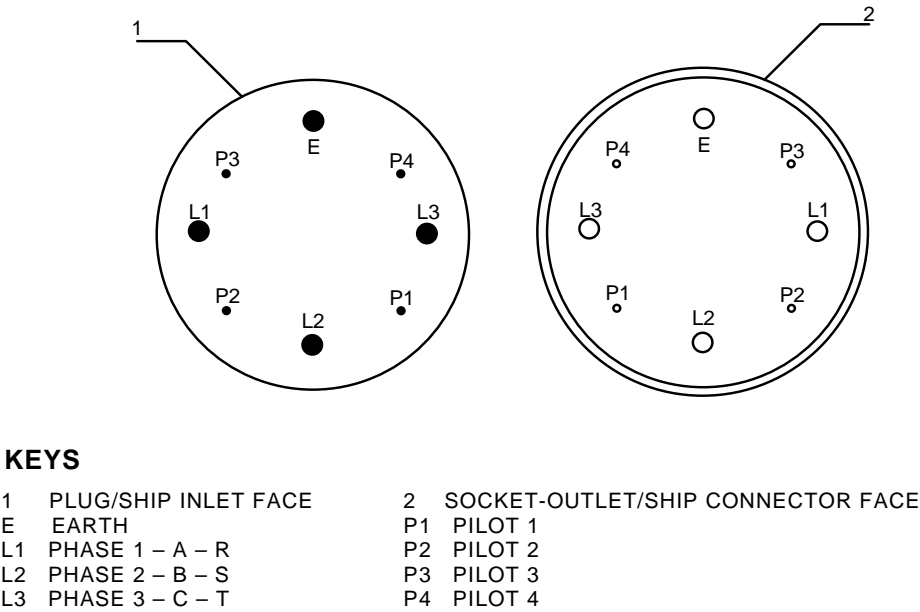 1
2
E
P3
P4
L1
L3
P2
P1
L2
E
P4
P3
L3
L1
P1
P2
L2
KEYS
1 PLUG/SHIP INLET FACE
E EARTH
L1 PHASE 1 – A – R
L2 PHASE 2 – B – S
L3 PHASE 3 – C – T
2 SOCKET-OUTLET/SHIP CONNECTOR FACE
P1 PILOT 1
P2 PILOT 2
P3 PILOT 3
P4 PILOT 4